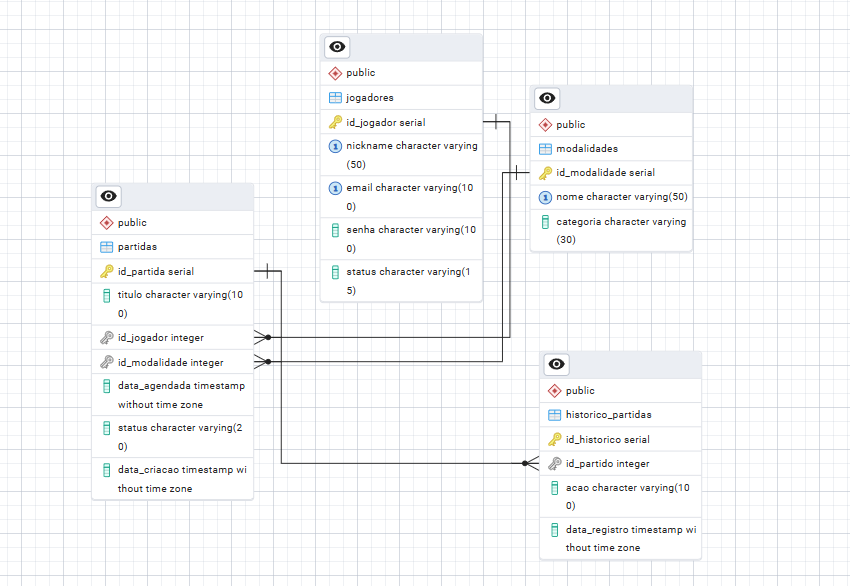 public
jogadores
id_jogador serial
nickname character varying
(50)
email character varying(10
0)
senha character varying(10
0)
status character varying(1
5)
public
modalidades
id_modalidade serial
nome character varying(50)
categoria character varying
(30)
public
partidas
id_partida serial
titulo character varying(10
0)
id_jogador integer
id_modalidade integer
data_agendada timestamp
without time zone
status character varying(2
0)
data_criacao timestamp wi
thout time zone
public
historico_partidas
id_historico serial
id_partido integer
acao character varying(10
0)
data_registro timestamp wi
thout time zone